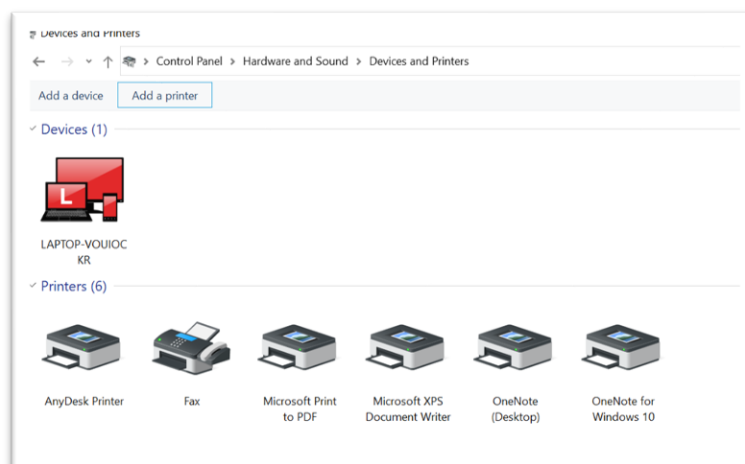 Devices and Printers
Control Panel > Hardware and Sound > Devices and Printers
Add a device Add a printer
Devices (1)
L
LAPTOP-VOUIOC
KR
Printers (6)
AnyDesk Printer Fax Microsoft Print Microsoft XPS OneNote OneNote for
to PDF Document Writer (Desktop) Windows 10